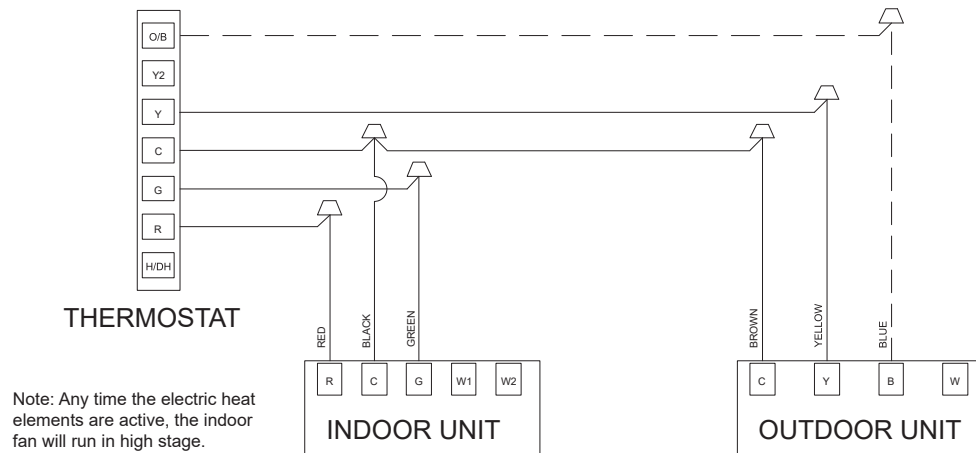 O/B
Y2
Y
C
G
R
H/DH
THERMOSTAT
RED
BLACK
GREEN
BROWN
YELLOW
BLUE
R
C
G
W1
W2
C
Y
B
W
INDOOR UNIT
OUTDOOR UNIT
Note: Any time the electric heat
elements are active, the indoor
fan will run in high stage.